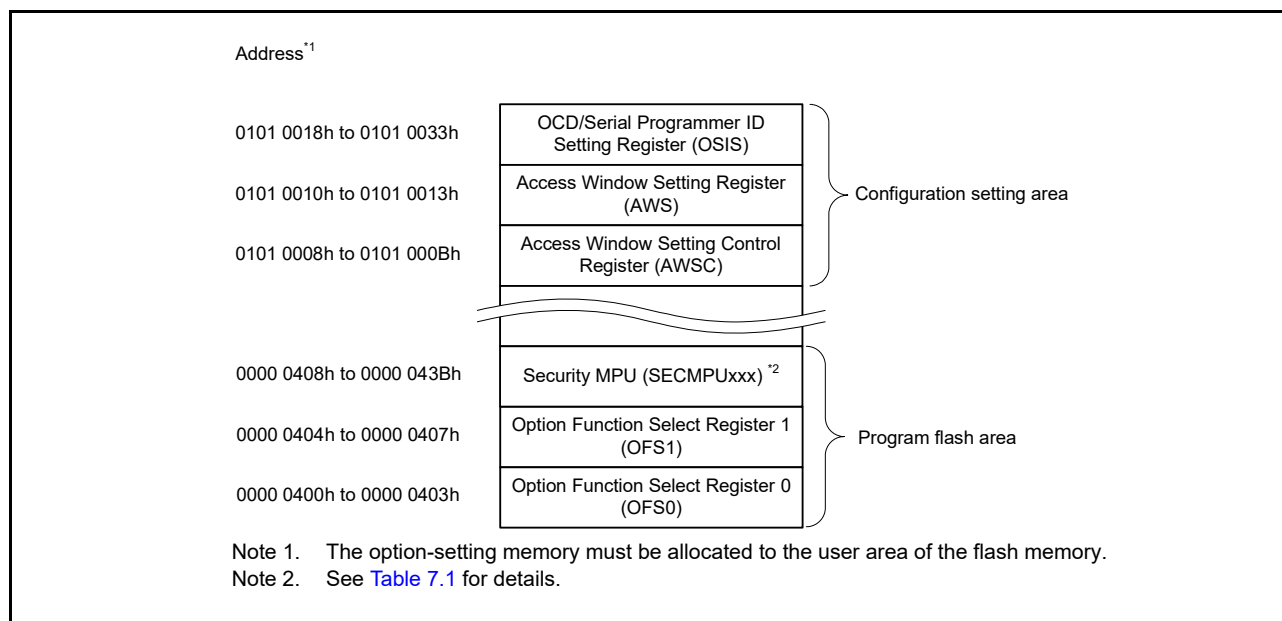 Address*1
0101 0018h to 0101 0033h
OCD/Serial Programmer ID
Setting Register (OSIS)
0101 0010h to 0101 0013h
Access Window Setting Register
(AWS)
Configuration setting area
0101 0008h to 0101 000Bh
Access Window Setting Control
Register (AWSC)
0000 0408h to 0000 043Bh
Security MPU (SECMPUxxx) *2
0000 0404h to 0000 0407h
Option Function Select Register 1
(OFS1)
Program flash area
0000 0400h to 0000 0403h
Option Function Select Register 0
(OFS0)
Note 1. The option-setting memory must be allocated to the user area of the flash memory.
Note 2. See Table 7.1 for details.